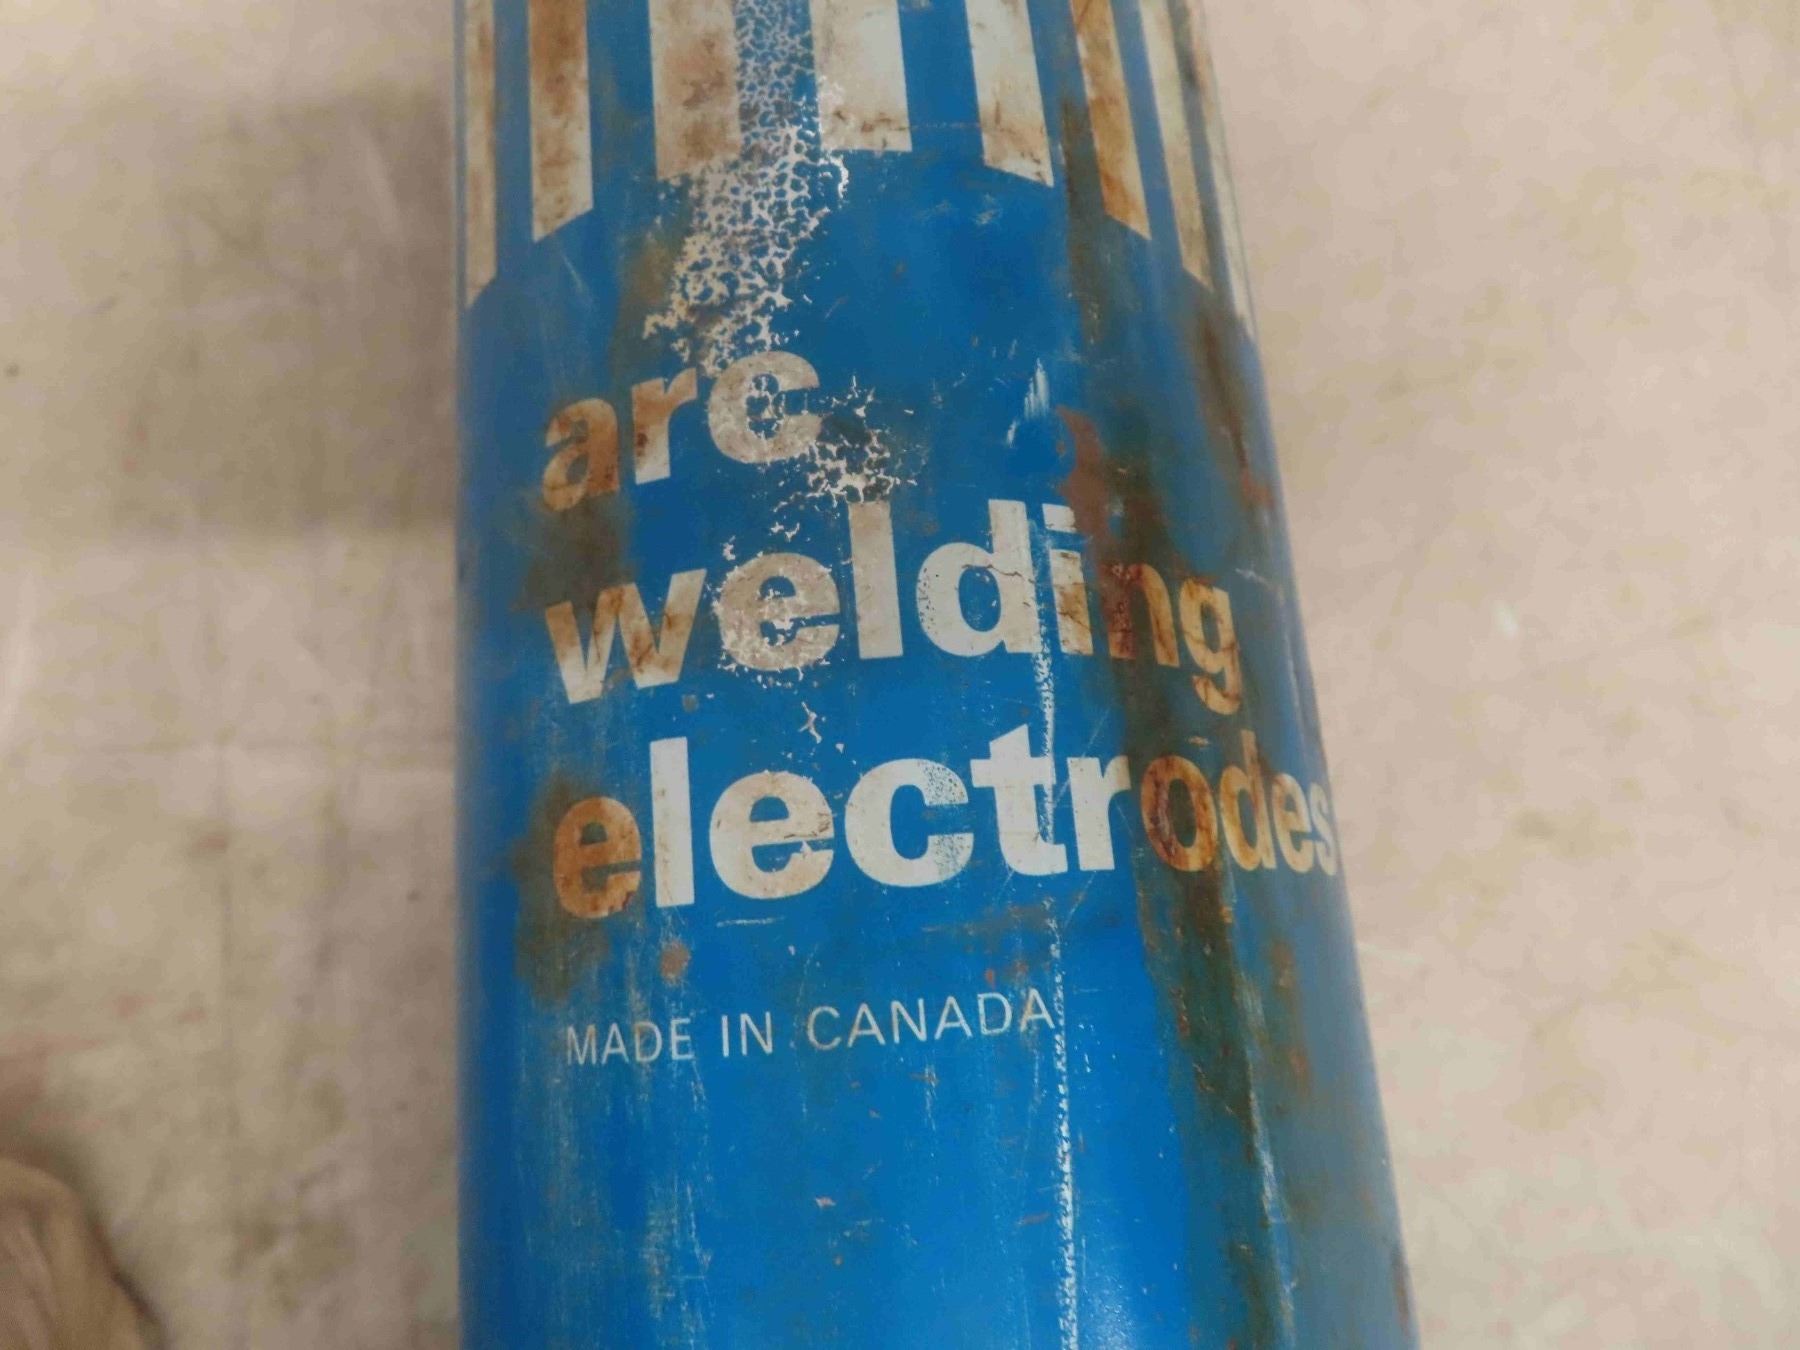 arc
welding
electrodes
MADE IN CANADA